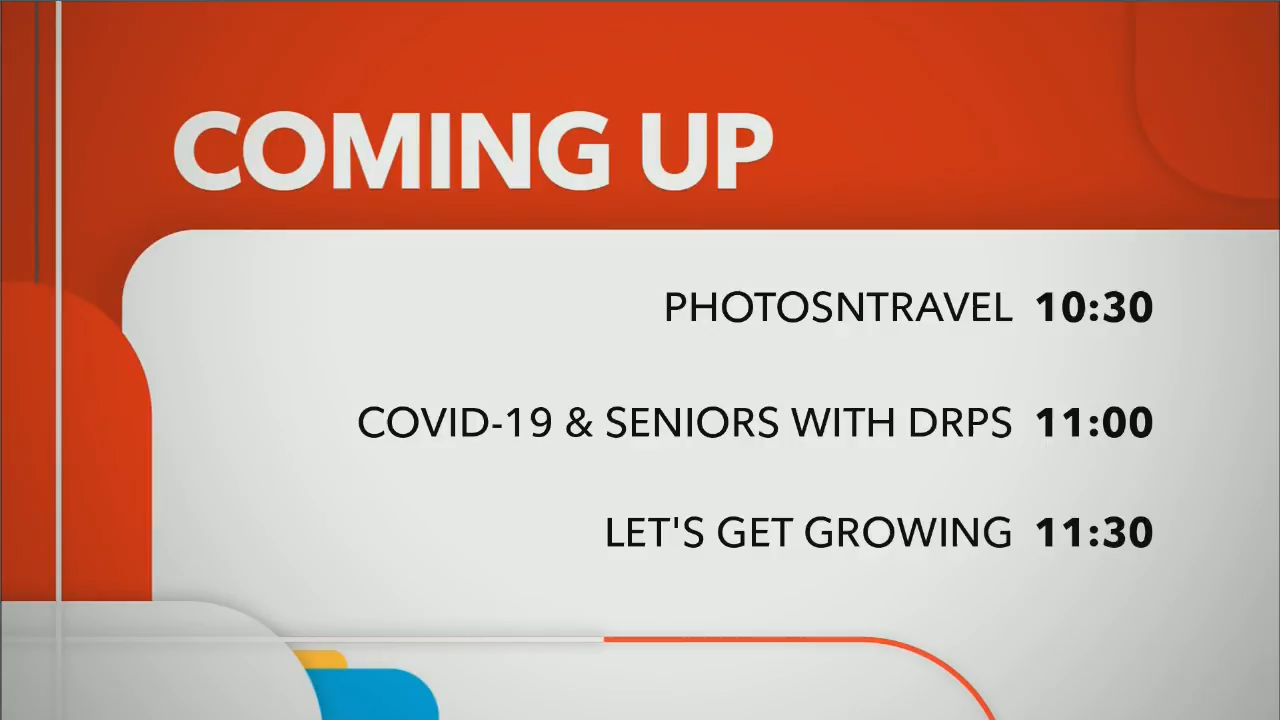 COMING UP
PHOTOSNTRAVEL 10:30
COVID-19 & SENIORS WITH DRPS 11:00
LET'S GET GROWING 11:30